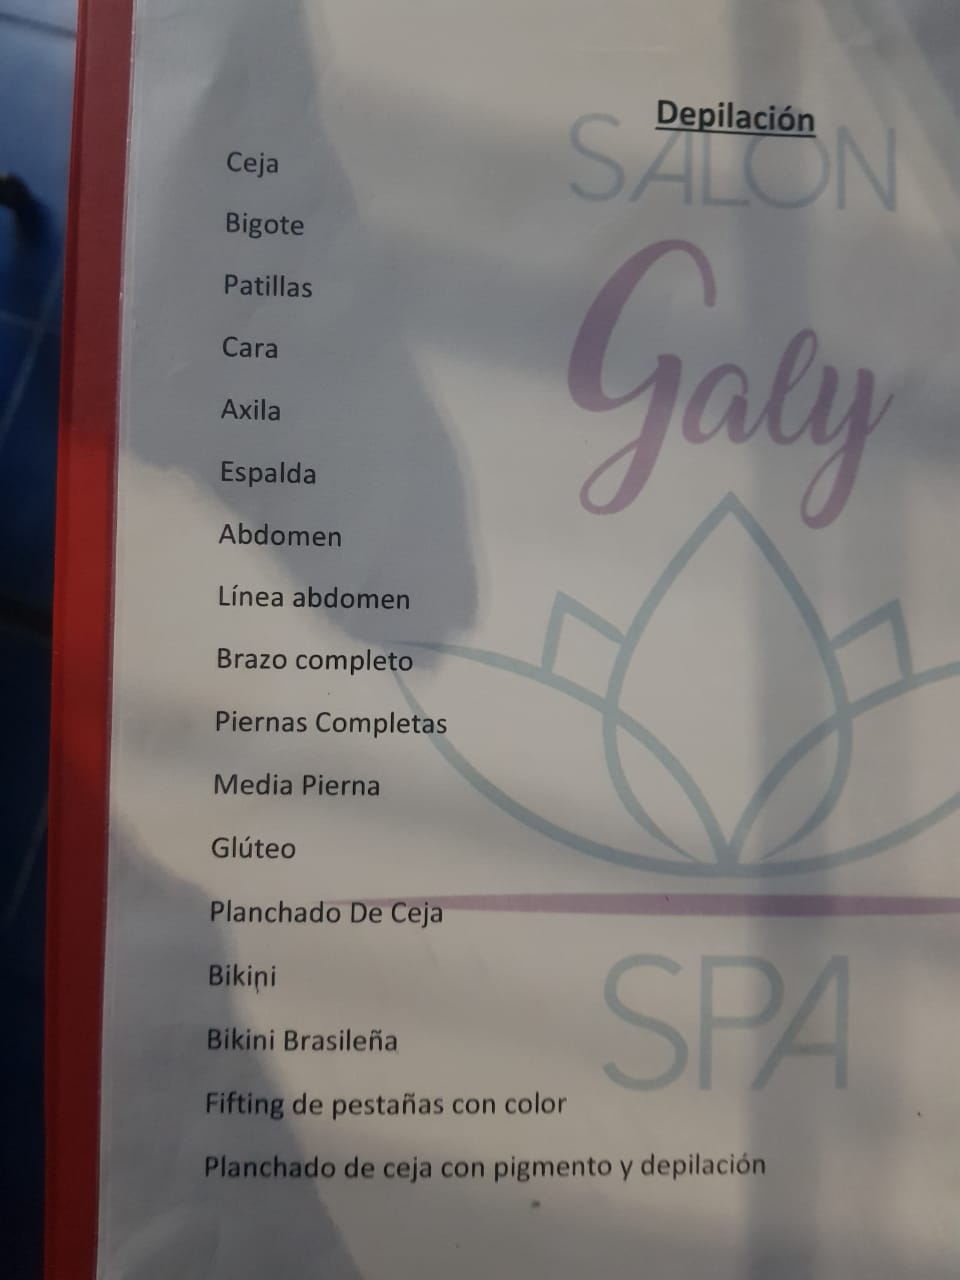 Depilación
SALON
Galy
SPA
Ceja
Bigote
Patillas
Cara
Axila
Espalda
Abdomen
Línea abdomen
Brazo completo
Piernas Completas
Media Pierna
Glúteo
Planchado De Ceja
Bikini
Bikini Brasileña
Fifting de pestañas con color
Planchado de ceja con pigmento y depilación